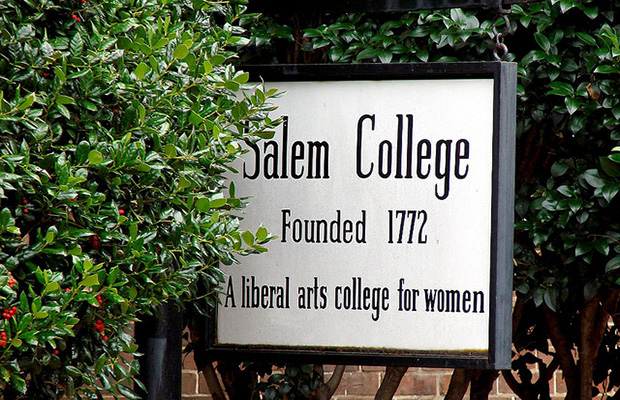 Salem College
Founded 1772
A liberal arts college for women